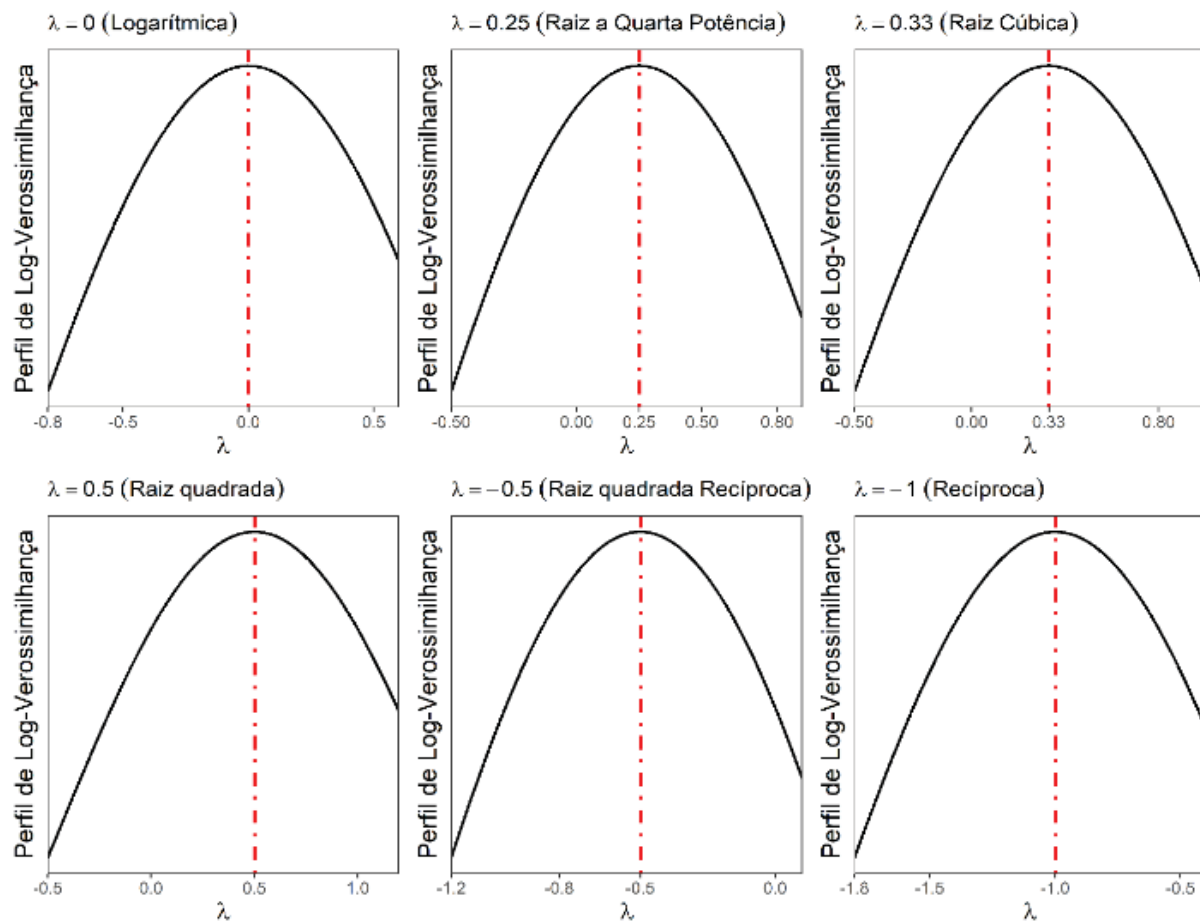 λ = 0 (Logarítmica)
Perfil de Log-Verossimilhança
-0.8 -0.5 0.0 0.5
λ
λ = 0.25 (Raiz a Quarta Potência)
Perfil de Log-Verossimilhança
-0.50 0.00 0.25 0.50 0.80
λ
λ = 0.33 (Raiz Cúbica)
Perfil de Log-Verossimilhança
-0.50 0.00 0.33 0.80
λ
λ = 0.5 (Raiz quadrada)
Perfil de Log-Verossimilhança
-0.5 0.0 0.5 1.0
λ
λ = −0.5 (Raiz quadrada Recíproca)
Perfil de Log-Verossimilhança
-1.2 -0.8 -0.5 0.0
λ
λ = −1 (Recíproca)
Perfil de Log-Verossimilhança
-1.8 -1.5 -1.0 -0.5
λ